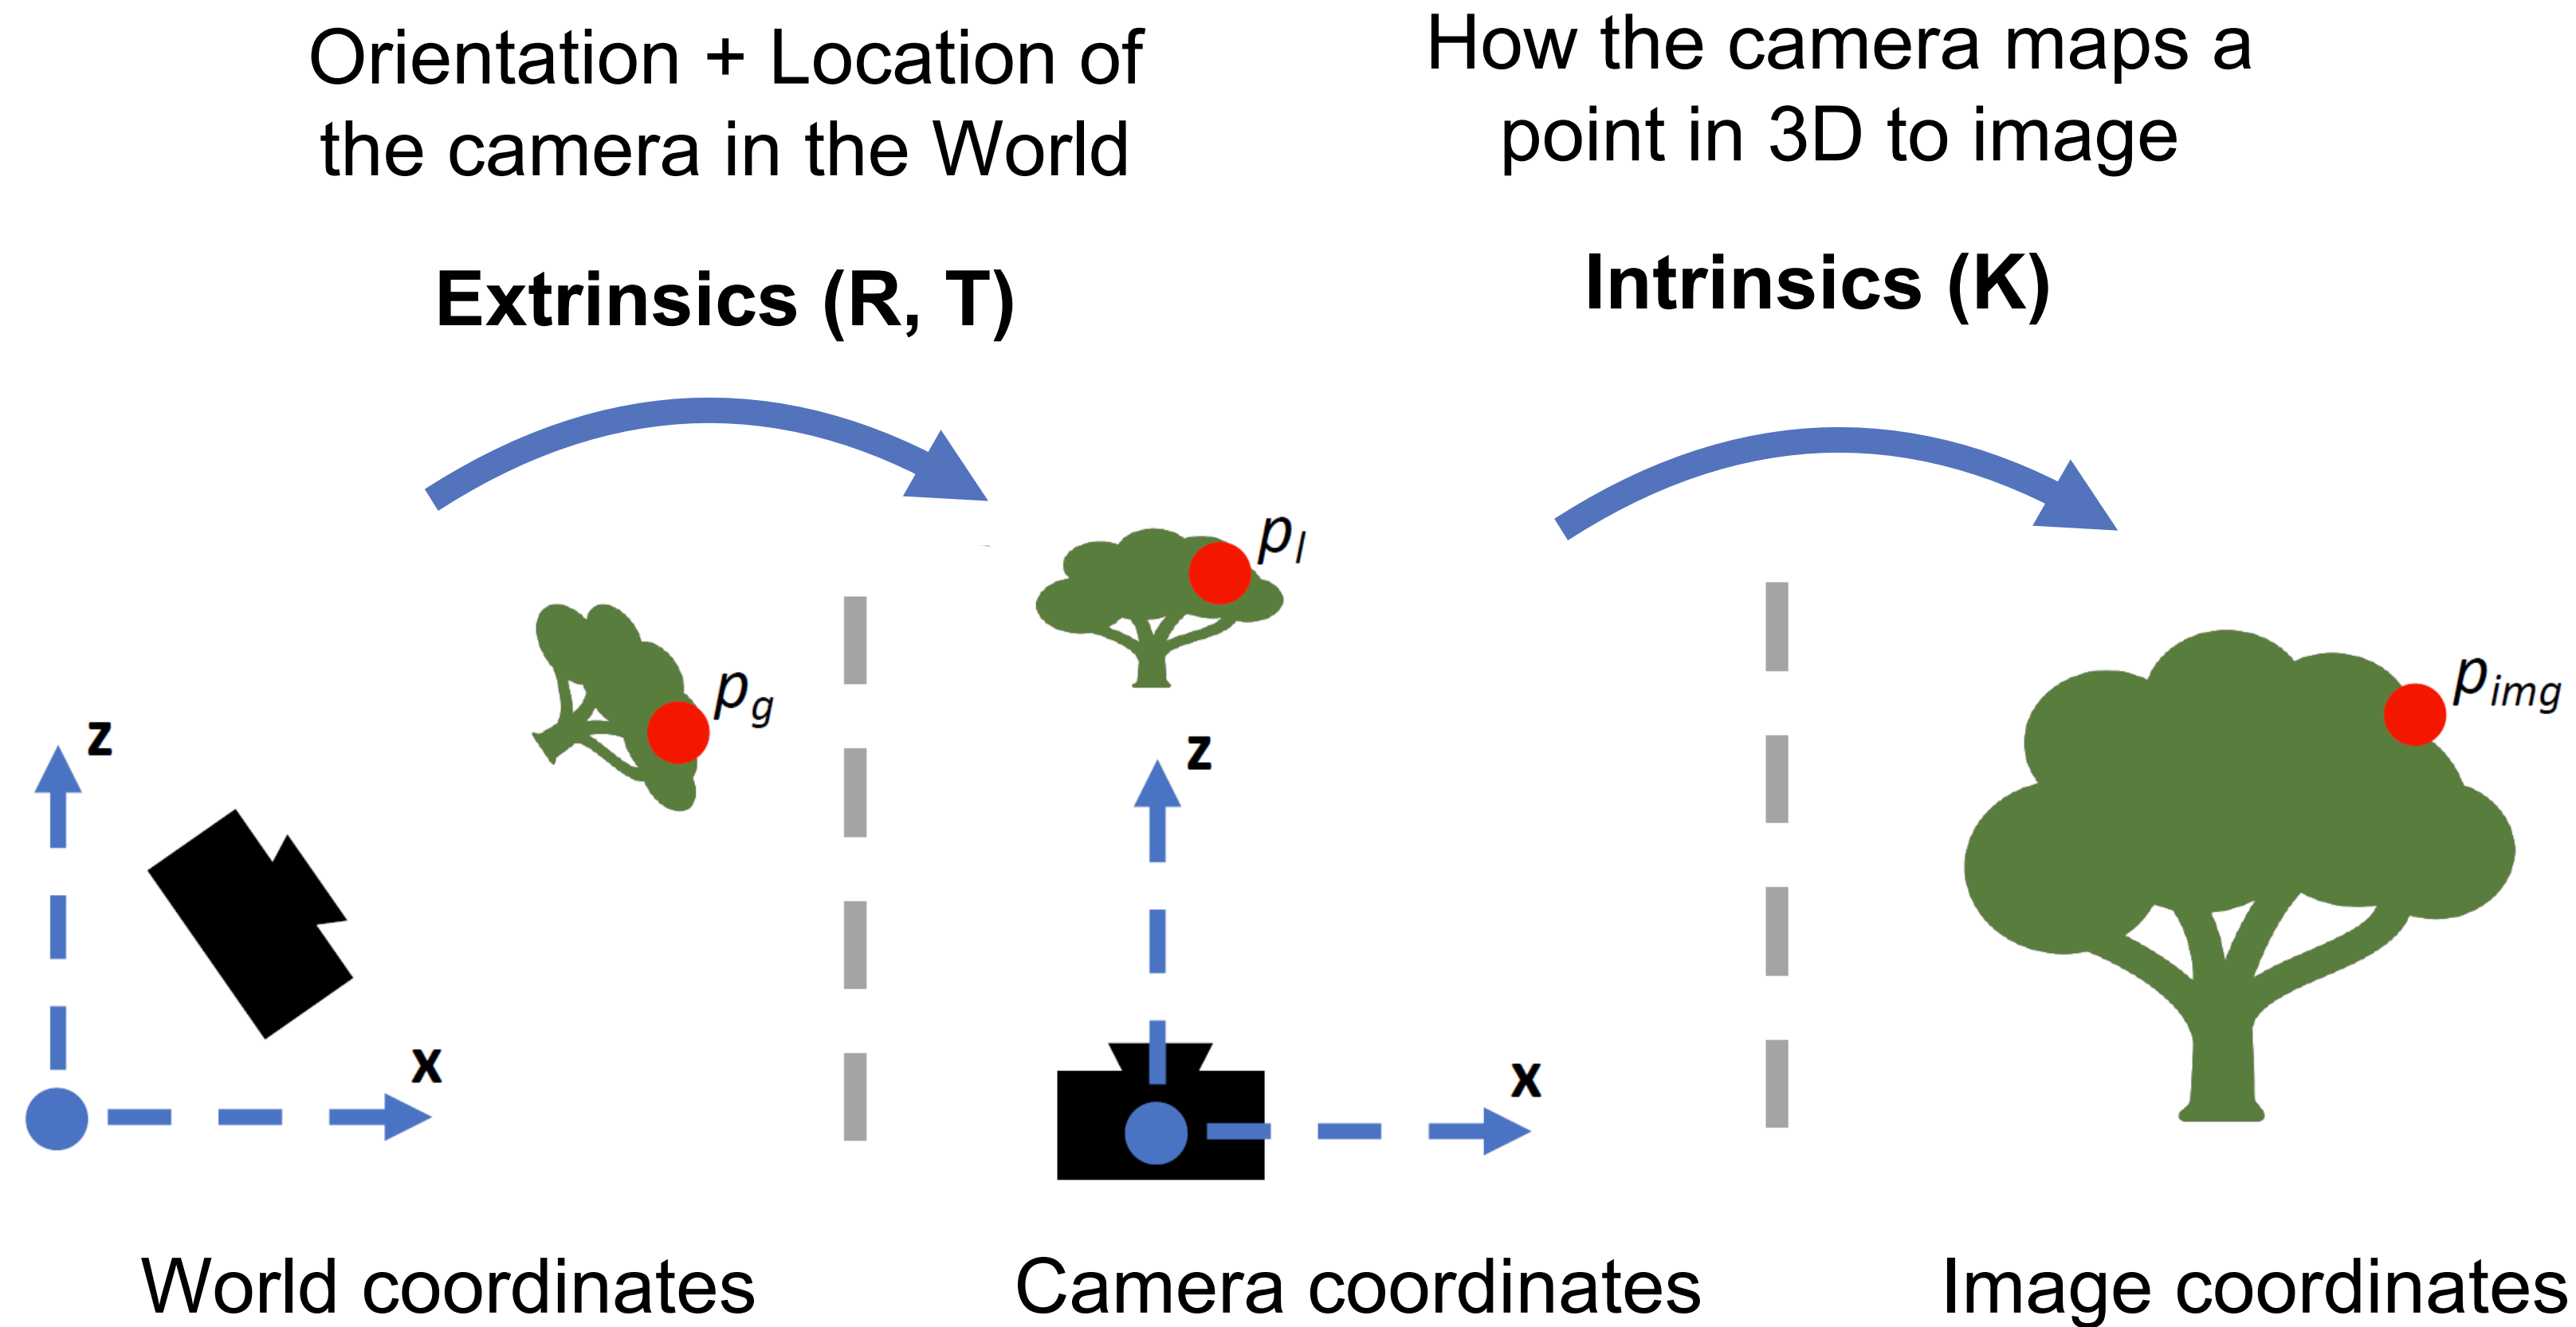 Orientation + Location of
the camera in the World
How the camera maps a
point in 3D to image
Extrinsics (R, T)
Intrinsics (K)
p_l
p_g
p_img
z
z
x
x
World coordinates
Camera coordinates
Image coordinates